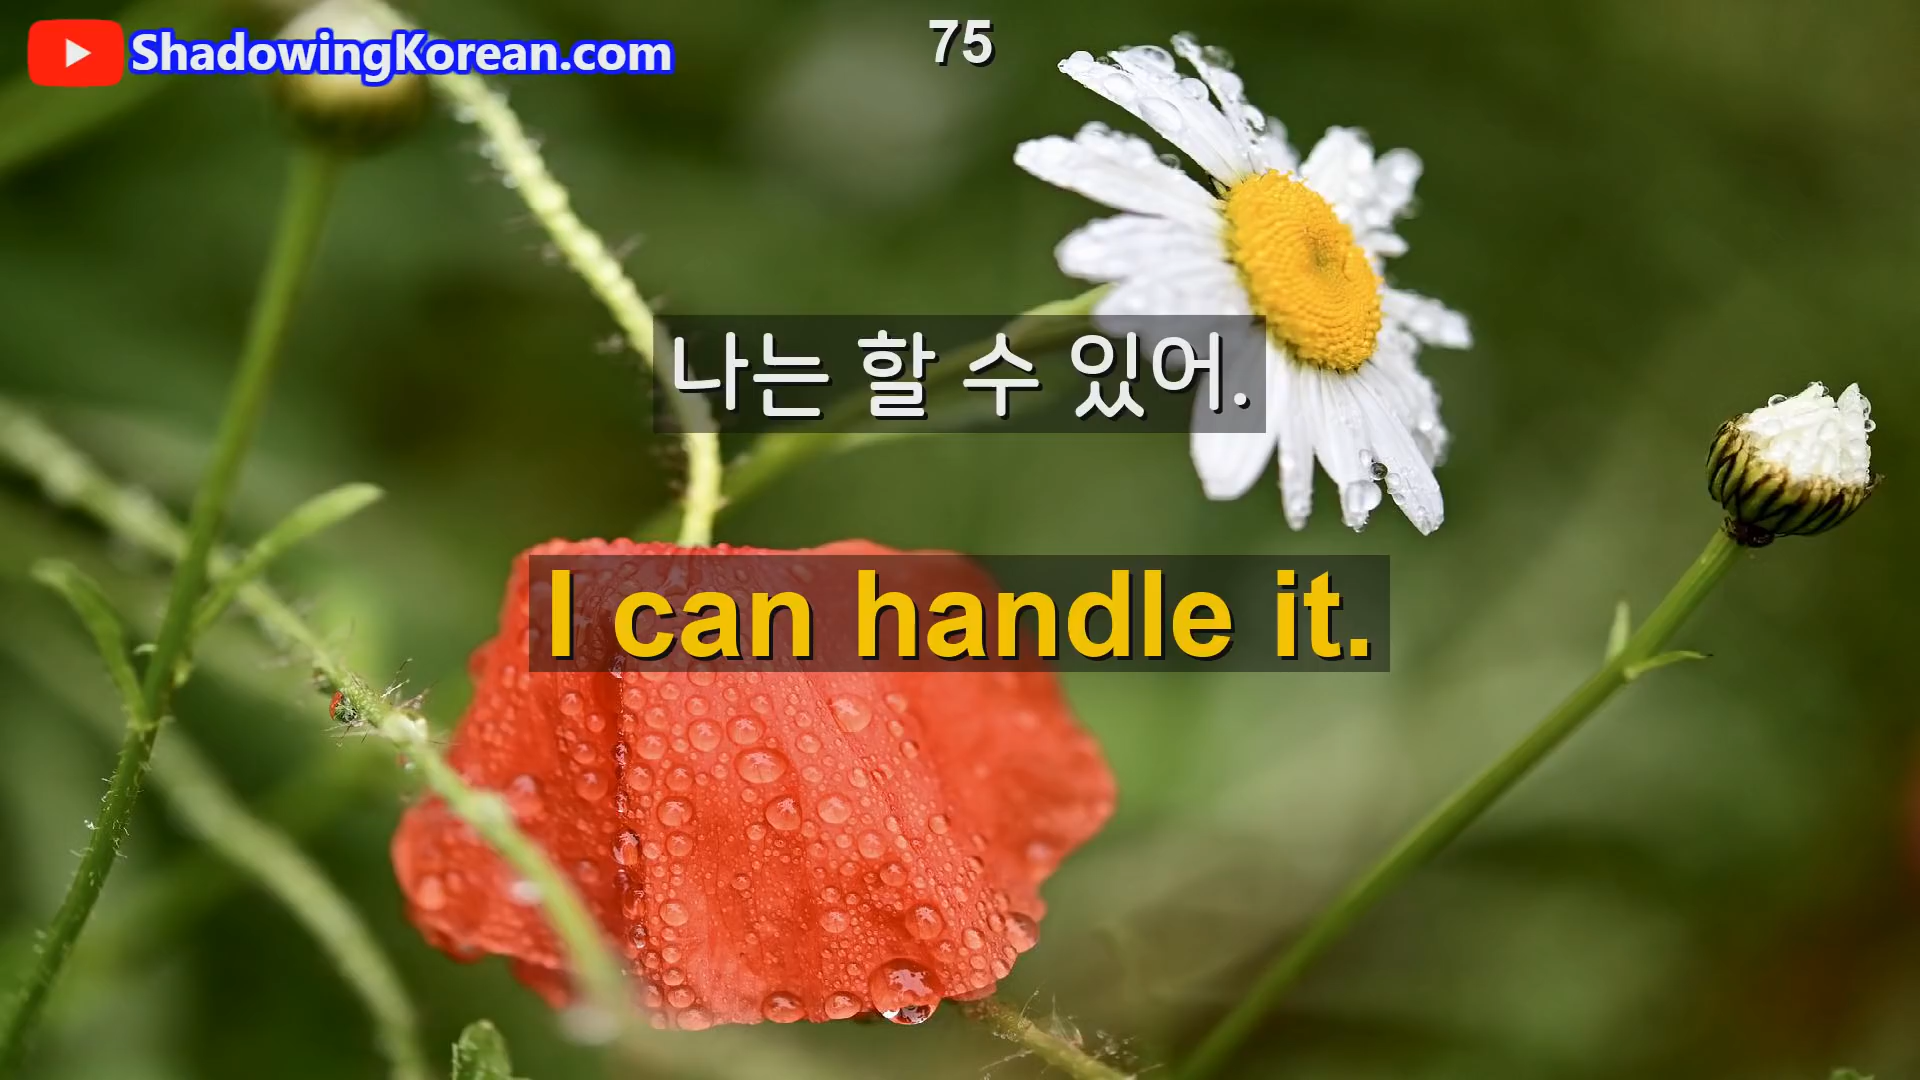 ShadowingKorean.com
75
나는 할 수 있어.
I can handle it.